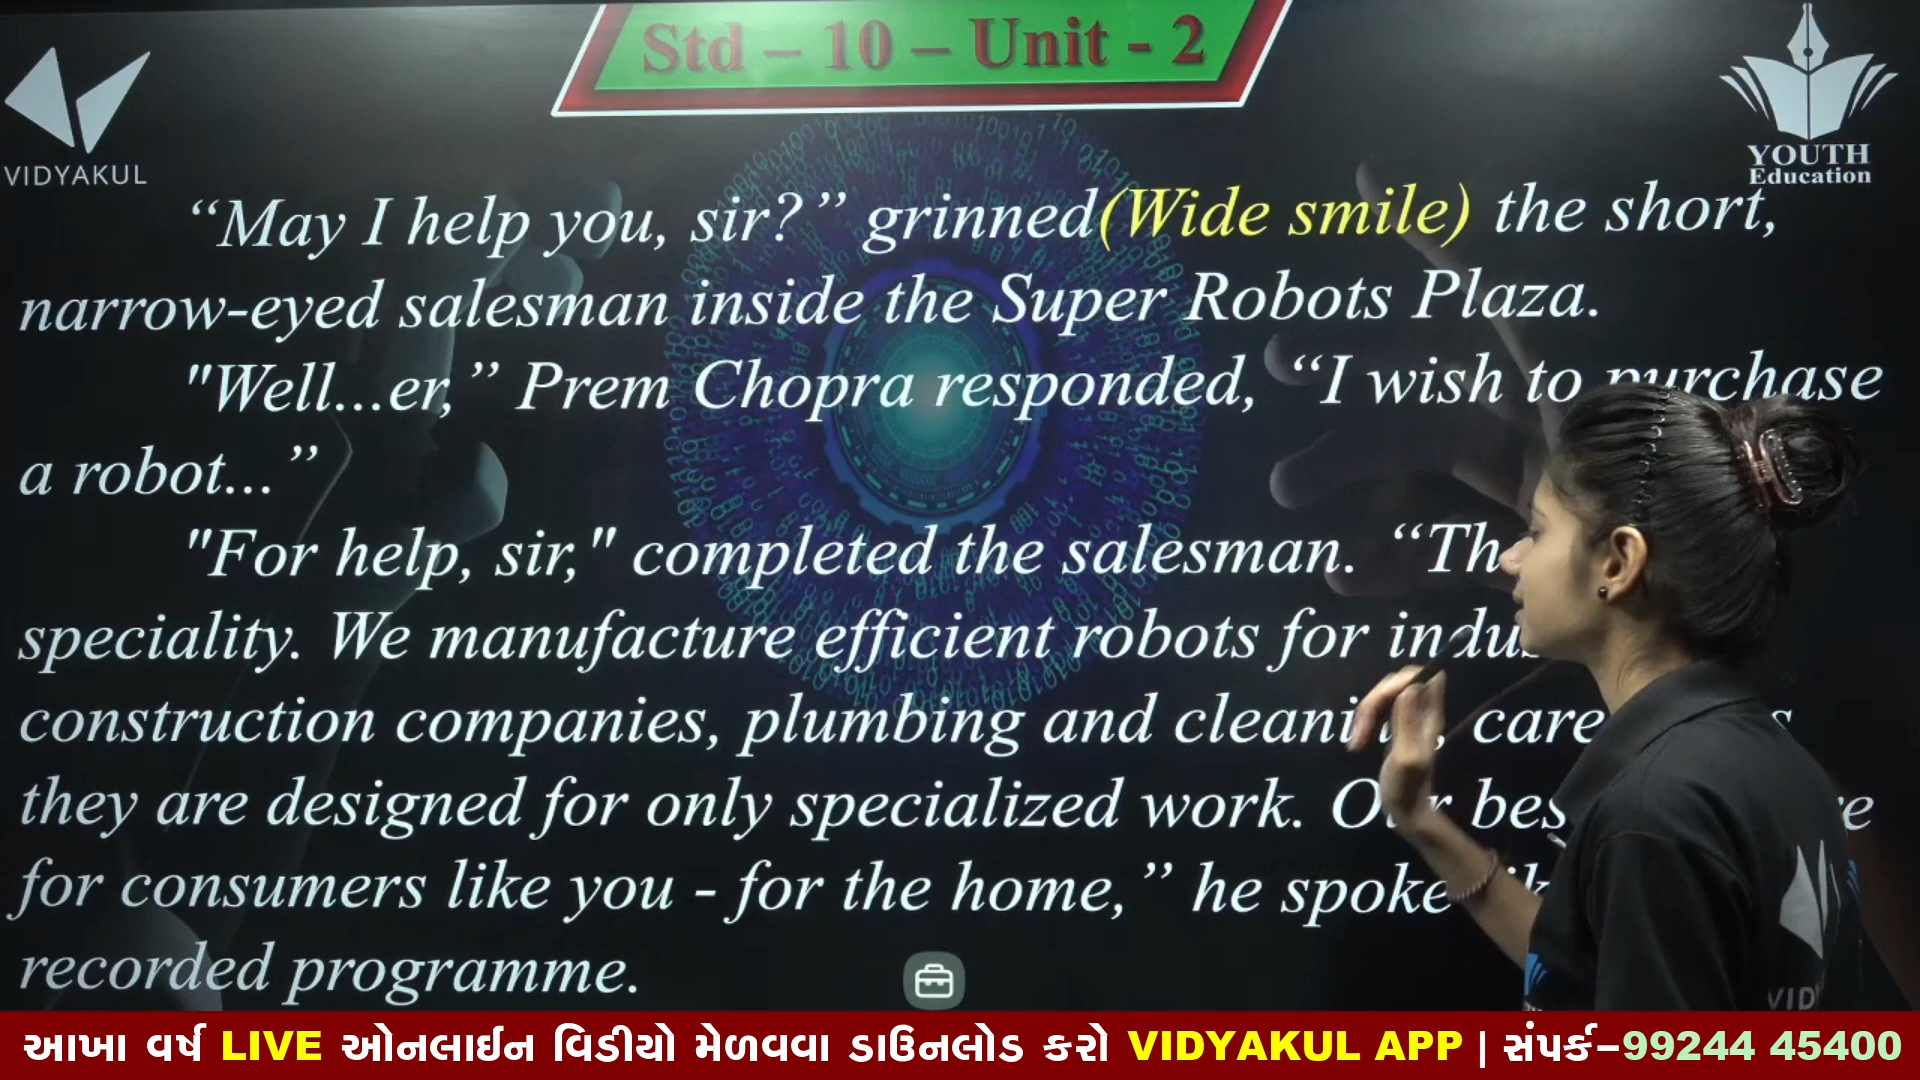 Std – 10 – Unit - 2
VIDYAKUL
YOUTH
Education
“May I help you, sir?” grinned(Wide smile) the short,
narrow-eyed salesman inside the Super Robots Plaza.
"Well...er,” Prem Chopra responded, “I wish to purchase
a robot...”
"For help, sir," completed the salesman. “
speciality. We manufacture efficient robots for
construction companies, plumbing and
they are designed for only specialized work. Our
for consumers like you - for the home,” he spoke
recorded programme.
આખા વર્ષ LIVE ઓનલાઈન વિડીયો મેળવવા ડાઉનલોડ કરો VIDYAKUL APP | સંપર્ક–99244 45400